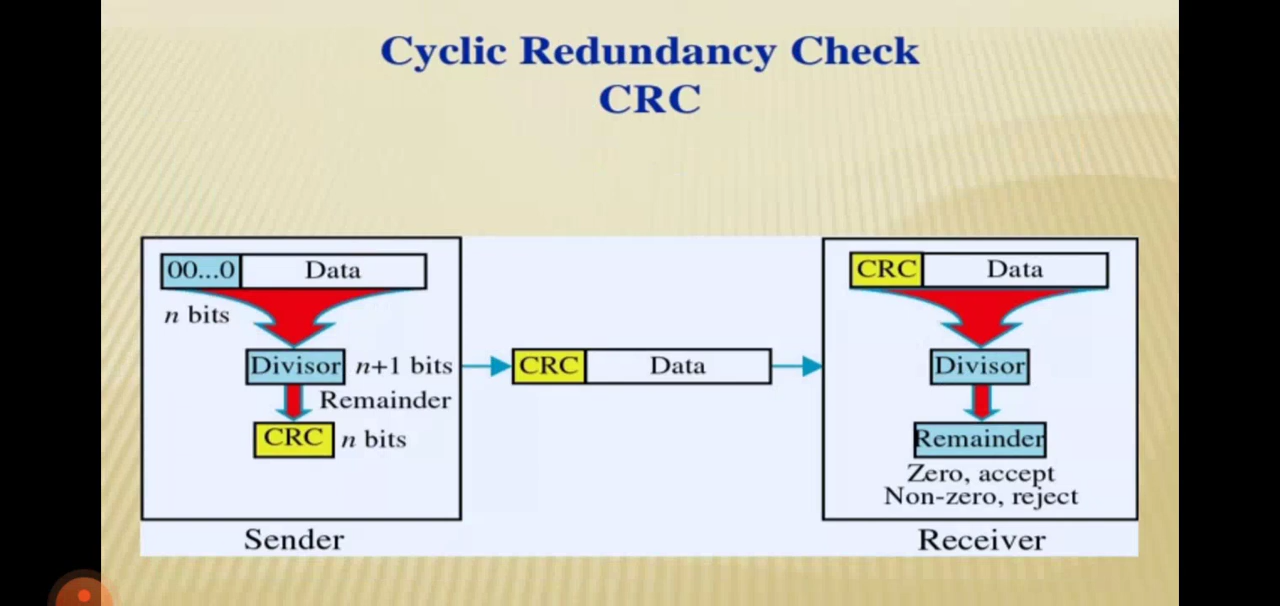 Cyclic Redundancy Check
CRC
00...0 Data
n bits
Divisor n+1 bits
Remainder
CRC n bits
Sender
CRC Data
CRC Data
Divisor
Remainder
Zero, accept
Non-zero, reject
Receiver